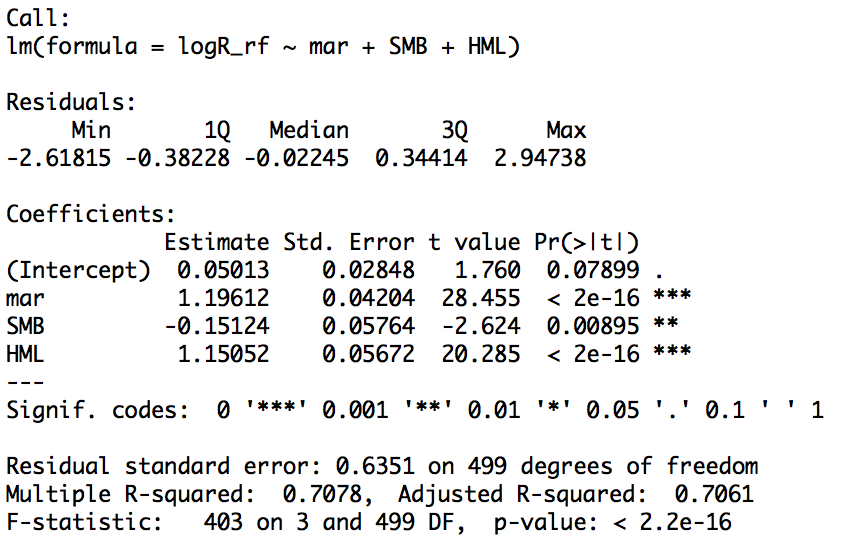 Call:
lm(formula = logR_rf ~ mar + SMB + HML)
Residuals:
     Min       1Q   Median       3Q      Max
-2.61815 -0.38228 -0.02245  0.34414  2.94738
Coefficients:
            Estimate Std. Error t value Pr(>|t|)
(Intercept)  0.05013    0.02848   1.760  0.07899 .
mar          1.19612    0.04204  28.455  < 2e-16 ***
SMB         -0.15124    0.05764  -2.624  0.00895 **
HML          1.15052    0.05672  20.285  < 2e-16 ***
---
Signif. codes:  0 '***' 0.001 '**' 0.01 '*' 0.05 '.' 0.1 ' ' 1
Residual standard error: 0.6351 on 499 degrees of freedom
Multiple R-squared:  0.7078,  Adjusted R-squared:  0.7061
F-statistic:   403 on 3 and 499 DF,  p-value: < 2.2e-16